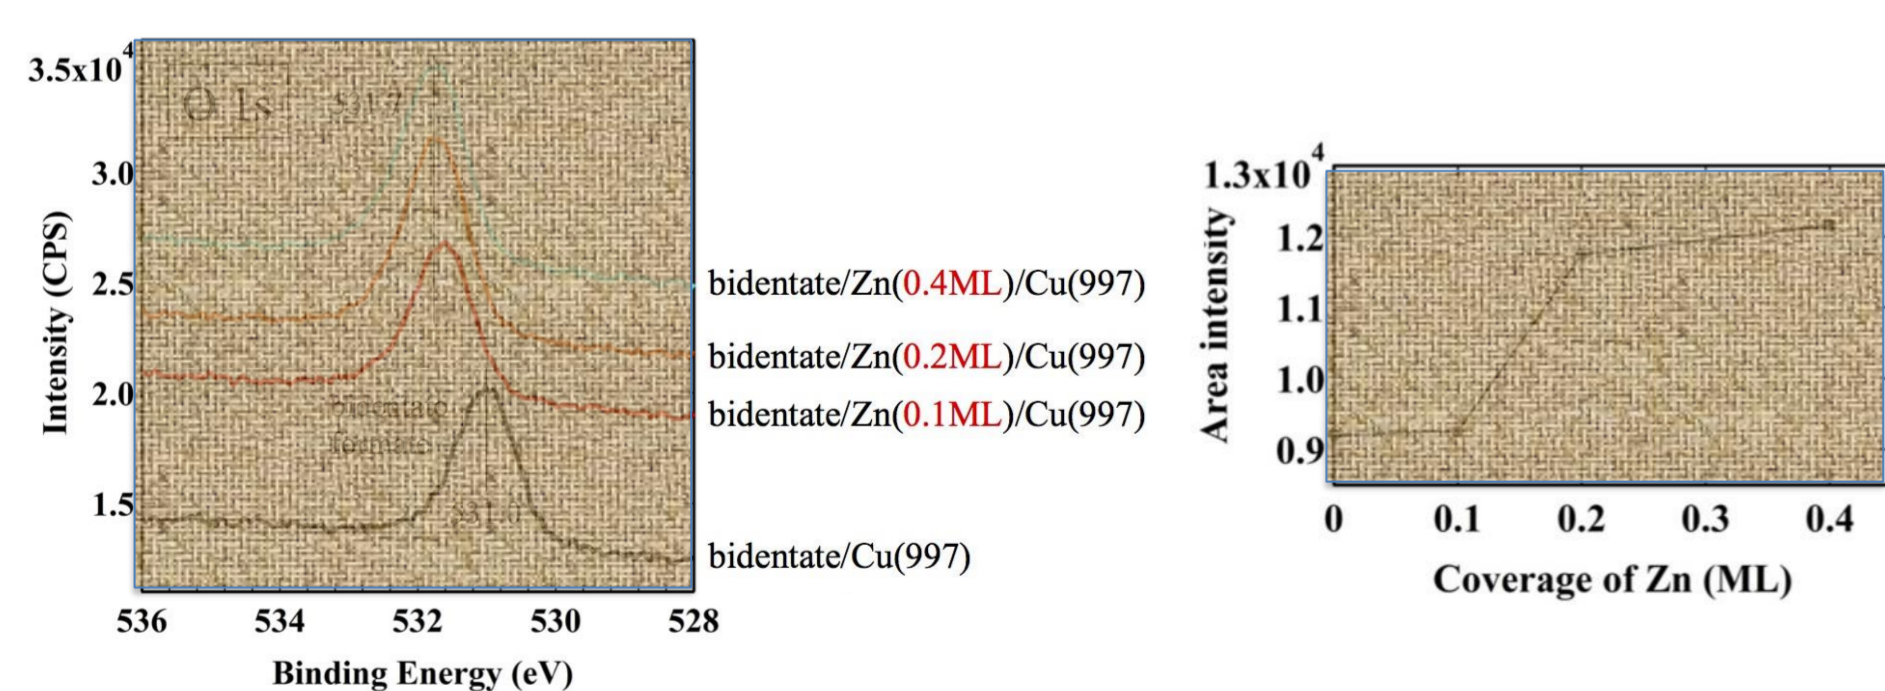 3.5x10⁴
3.0
2.5
2.0
1.5
Intensity (CPS)
O 1s
531.7
bidentate
formate
531.0
536 534 532 530 528
Binding Energy (eV)
bidentate/Zn(0.4ML)/Cu(997)
bidentate/Zn(0.2ML)/Cu(997)
bidentate/Zn(0.1ML)/Cu(997)
bidentate/Cu(997)
1.3x10⁴
1.2
1.1
1.0
0.9
Area intensity
0 0.1 0.2 0.3 0.4
Coverage of Zn (ML)